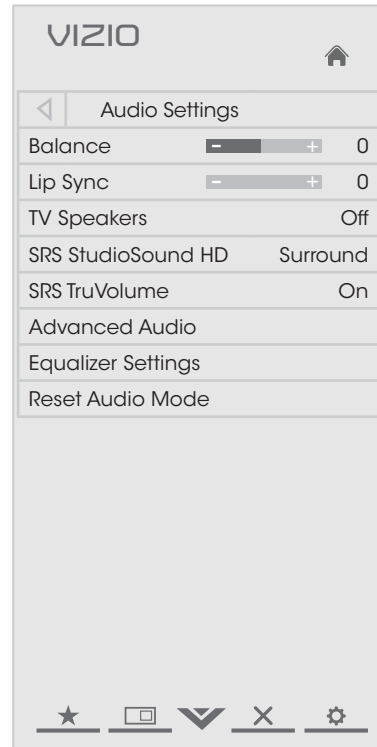 VIZIO
Audio Settings
Balance - + 0
Lip Sync - + 0
TV Speakers Off
SRS StudioSound HD Surround
SRS TruVolume On
Advanced Audio
Equalizer Settings
Reset Audio Mode